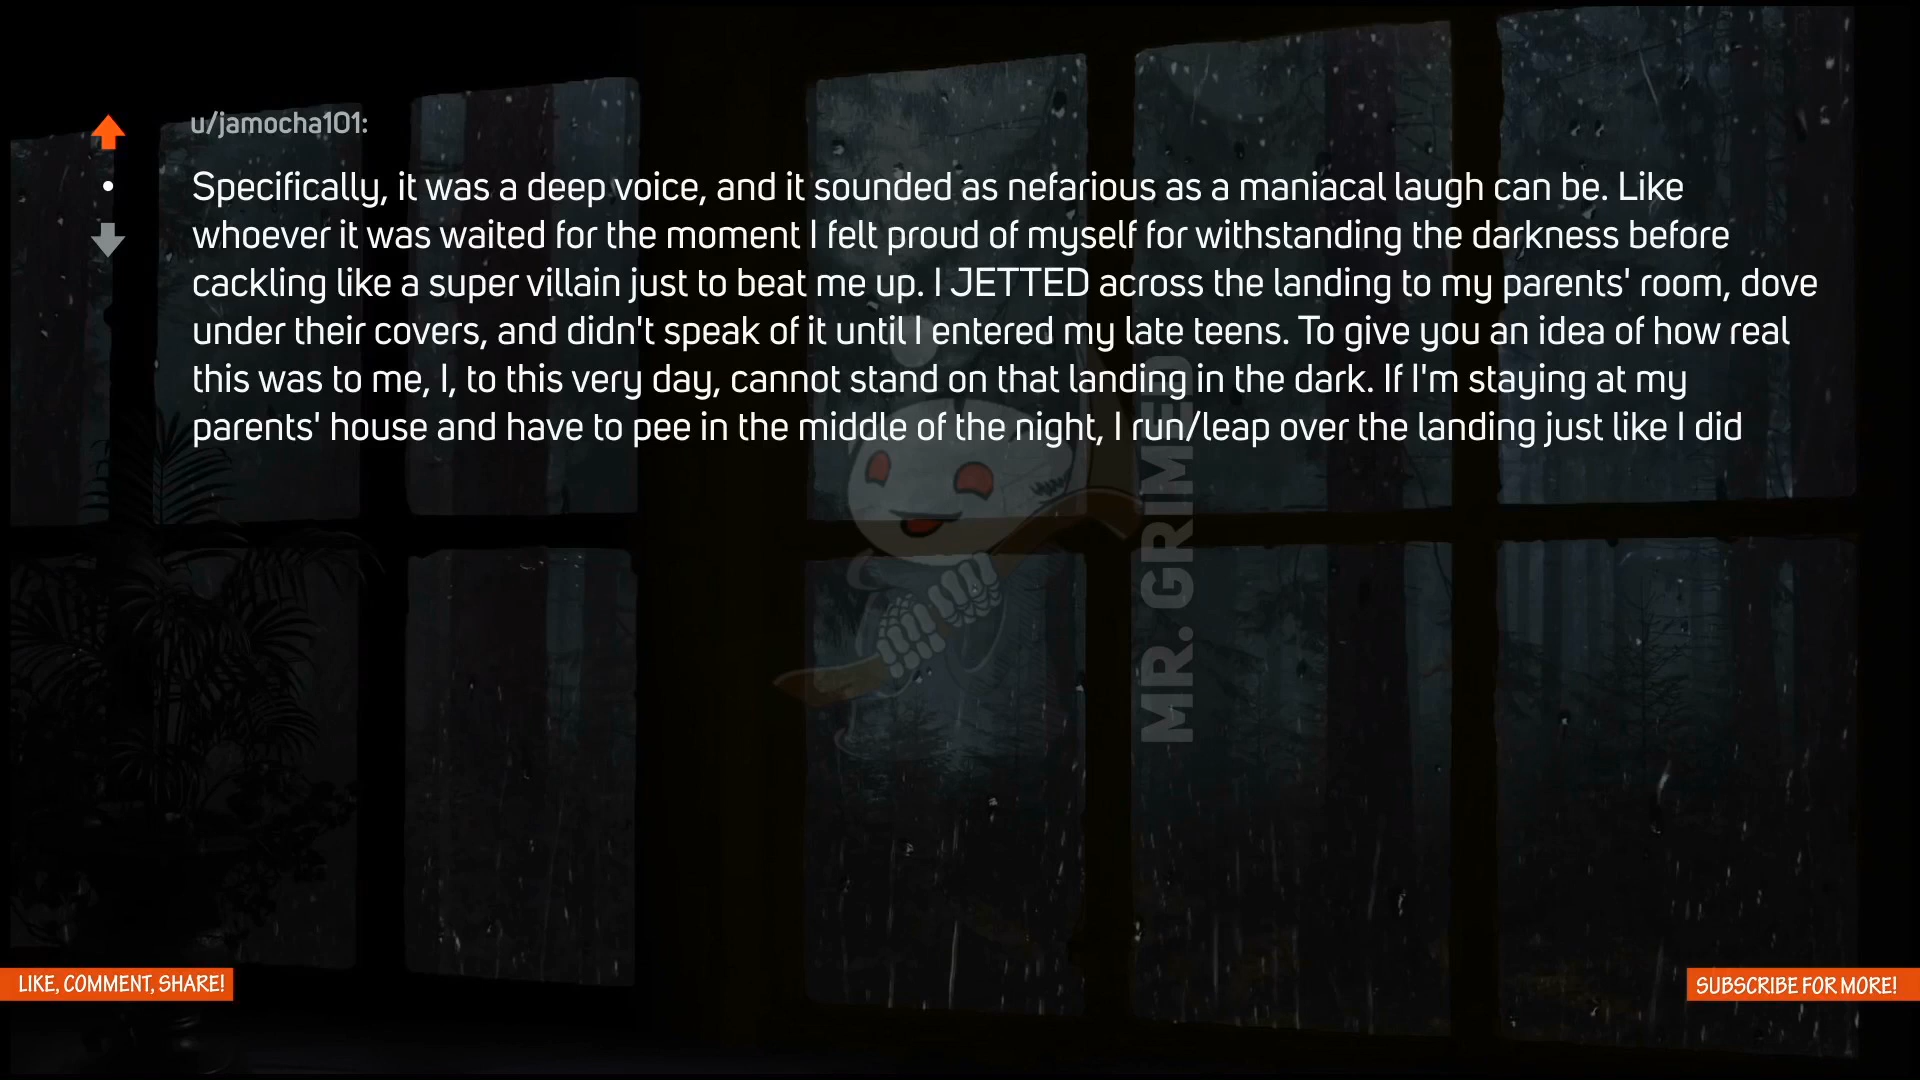 u/jamocha101:
Specifically, it was a deep voice, and it sounded as nefarious as a maniacal laugh can be. Like
whoever it was waited for the moment I felt proud of myself for withstanding the darkness before
cackling like a super villain just to beat me up. I JETTED across the landing to my parents' room, dove
under their covers, and didn't speak of it until I entered my late teens. To give you an idea of how real
this was to me, I, to this very day, cannot stand on that landing in the dark. If I'm staying at my
parents' house and have to pee in the middle of the night, I run/leap over the landing just like I did
MR. GRIMED
LIKE, COMMENT, SHARE!
SUBSCRIBE FOR MORE!